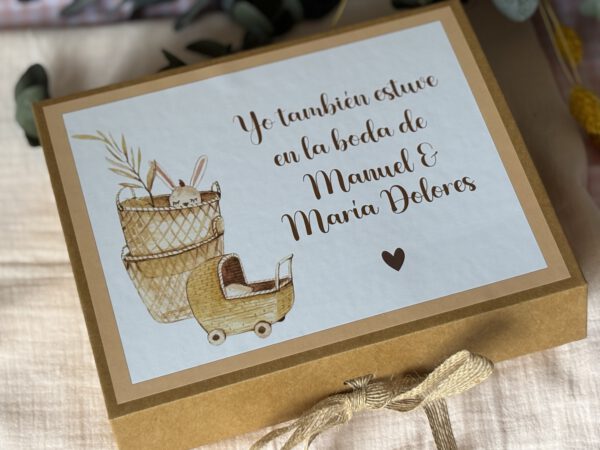 Yo también estuve
en la boda de
Manuel &
María Dolores